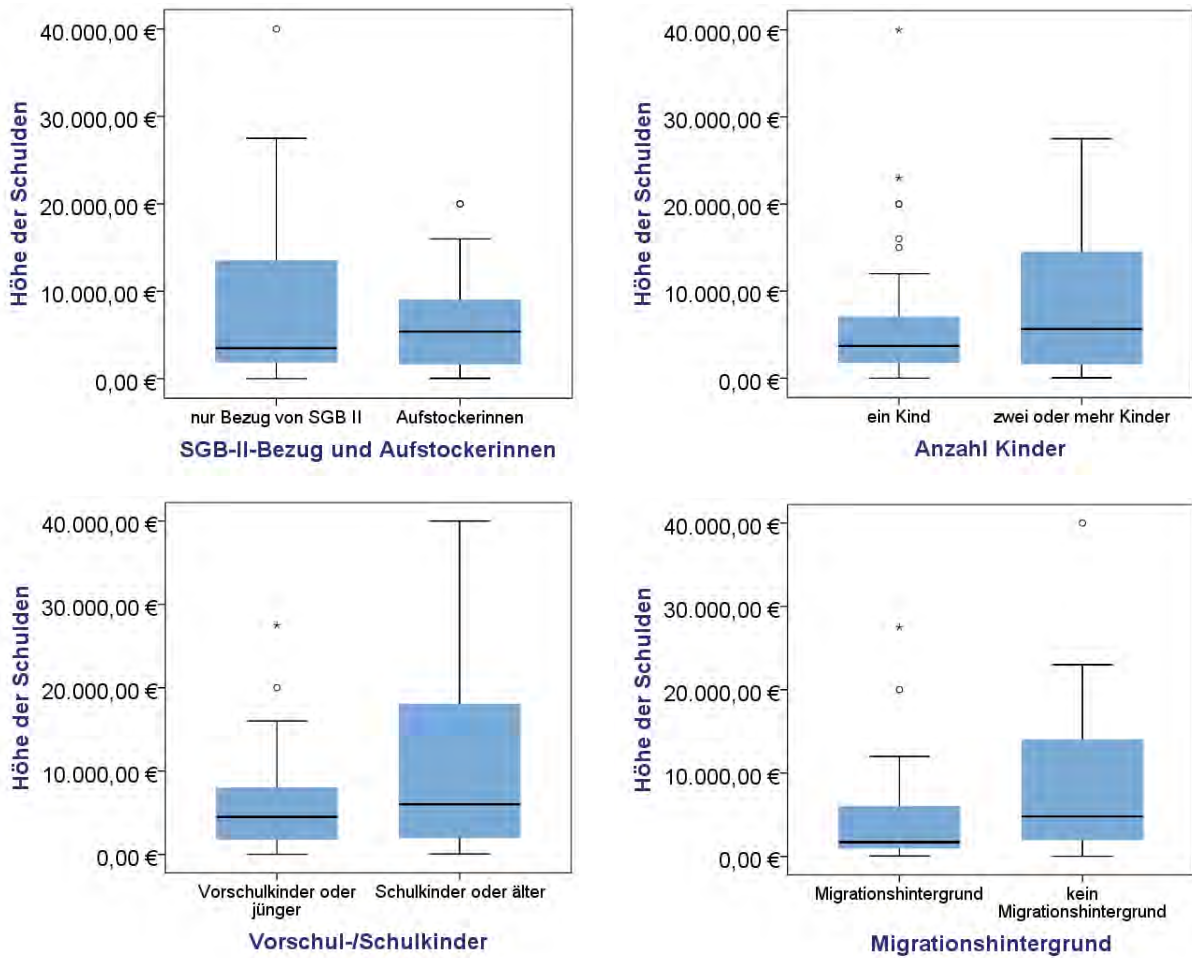 Höhe der Schulden
40.000,00 €
30.000,00 €
20.000,00 €
10.000,00 €
0,00 €
nur Bezug von SGB II
Aufstockerinnen
SGB-II-Bezug und Aufstockerinnen
Höhe der Schulden
40.000,00 €
30.000,00 €
20.000,00 €
10.000,00 €
0,00 €
ein Kind
zwei oder mehr Kinder
Anzahl Kinder
Höhe der Schulden
40.000,00 €
30.000,00 €
20.000,00 €
10.000,00 €
0,00 €
Vorschulkinder oder
jünger
Schulkinder oder älter
Vorschul-/Schulkinder
Höhe der Schulden
40.000,00 €
30.000,00 €
20.000,00 €
10.000,00 €
0,00 €
Migrationshintergrund
kein
Migrationshintergrund
Migrationshintergrund